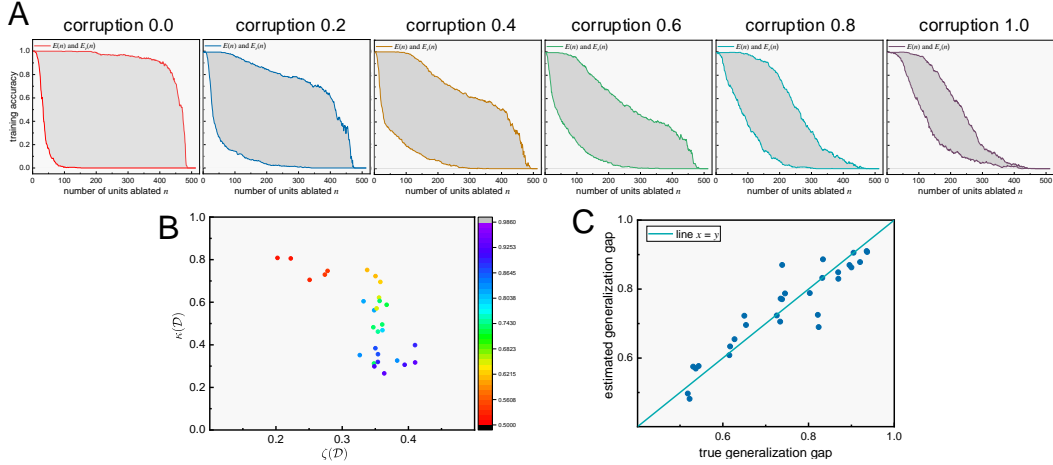 A
corruption 0.0 corruption 0.2 corruption 0.4 corruption 0.6 corruption 0.8 corruption 1.0
E(n) and Eₛ(n) E(n) and Eₛ(n) E(n) and Eₛ(n) E(n) and Eₛ(n) E(n) and Eₛ(n) E(n) and Eₛ(n)
training accuracy
1.0
0.8
0.6
0.4
0.2
0.0
0 100 200 300 400 500 0 100 200 300 400 500 0 100 200 300 400 500 0 100 200 300 400 500 0 100 200 300 400 500 0 100 200 300 400 500
number of units ablated n number of units ablated n number of units ablated n number of units ablated n number of units ablated n number of units ablated n
B
κ(𝒟)
1.0
0.8
0.6
0.4
0.2
0.0
0.2 0.3 0.4
ζ(𝒟)
0.9860
0.9253
0.8645
0.8038
0.7430
0.6823
0.6215
0.5608
0.5000
C
line x = y
estimated generalization gap
1.0
0.8
0.6
0.6 0.8 1.0
true generalization gap